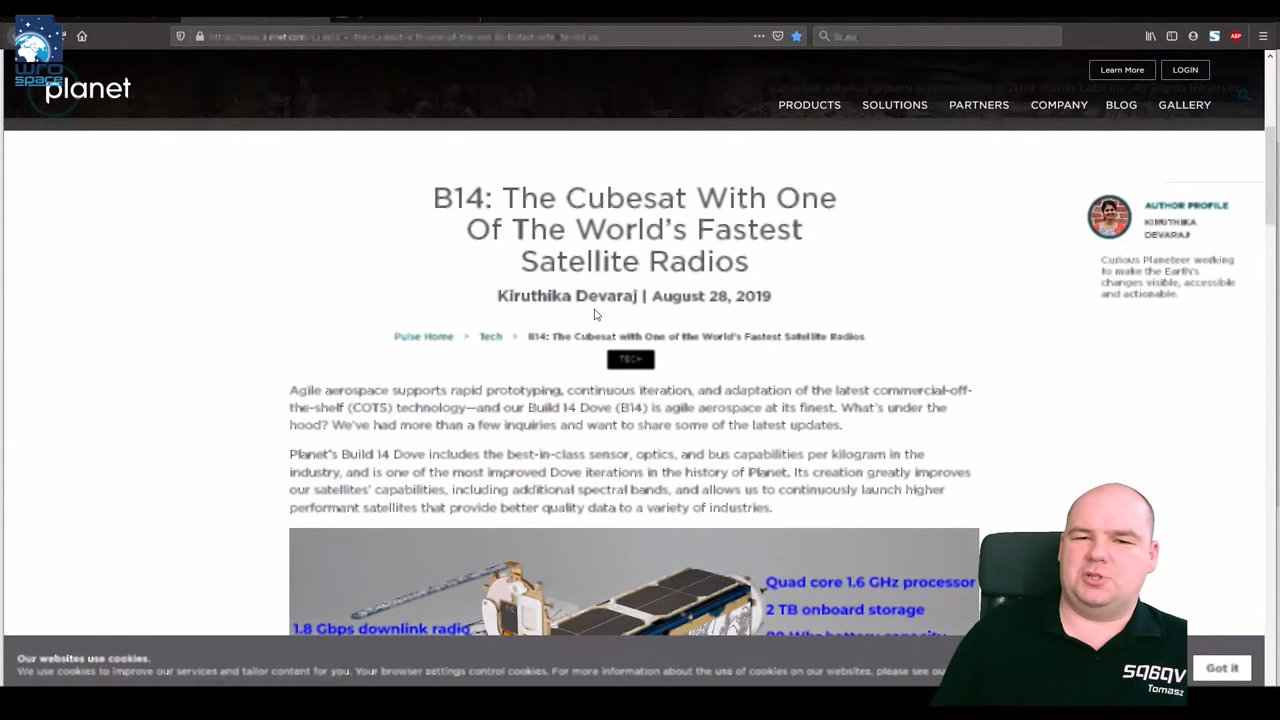 wro
space
planet
Learn More
LOGIN
PRODUCTS
SOLUTIONS
PARTNERS
COMPANY
BLOG
GALLERY
B14: The Cubesat With One
Of The World's Fastest
Satellite Radios
Kiruthika Devaraj | August 28, 2019
AUTHOR PROFILE
KIRUTHIKA
DEVARAJ
Curious Planeteer working
to make the Earth's
changes visible, accessible
and actionable.
Pulse Home > Tech > B14: The Cubesat with One of the World's Fastest Satellite Radios
TECH
Agile aerospace supports rapid prototyping, continuous iteration, and adaptation of the latest commercial-off-
the-shelf (COTS) technology—and our Build 14 Dove (B14) is agile aerospace at its finest. What's under the
hood? We've had more than a few inquiries and want to share some of the latest updates.
Planet's Build 14 Dove includes the best-in-class sensor, optics, and bus capabilities per kilogram in the
industry, and is one of the most improved Dove iterations in the history of Planet. Its creation greatly improves
our satellites' capabilities, including additional spectral bands, and allows us to continuously launch higher
performant satellites that provide better quality data to a variety of industries.
Quad core 1.6 GHz processor
2 TB onboard storage
1.8 Gbps downlink radio
Our websites use cookies.
We use cookies to improve our services and tailor content for you. Your browser settings control cookies. For more information about the use of cookies on our websites, please see ou
Got it
SQ6QV
Tomasz